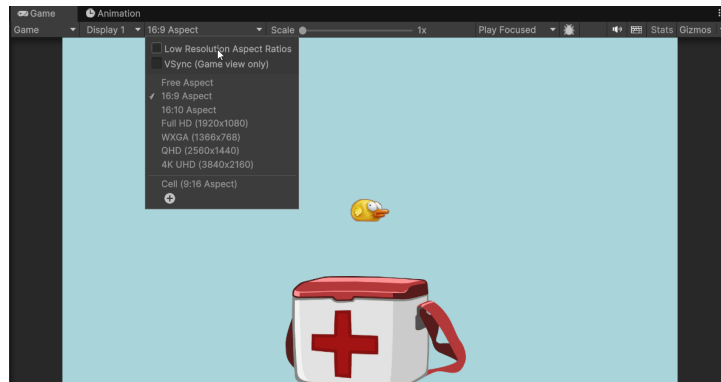 Game Animation
Game Display 1 16:9 Aspect Scale 1x Play Focused Stats Gizmos
Low Resolution Aspect Ratios
VSync (Game view only)
Free Aspect
16:9 Aspect
16:10 Aspect
Full HD (1920x1080)
WXGA (1366x768)
QHD (2560x1440)
4K UHD (3840x2160)
Cell (9:16 Aspect)